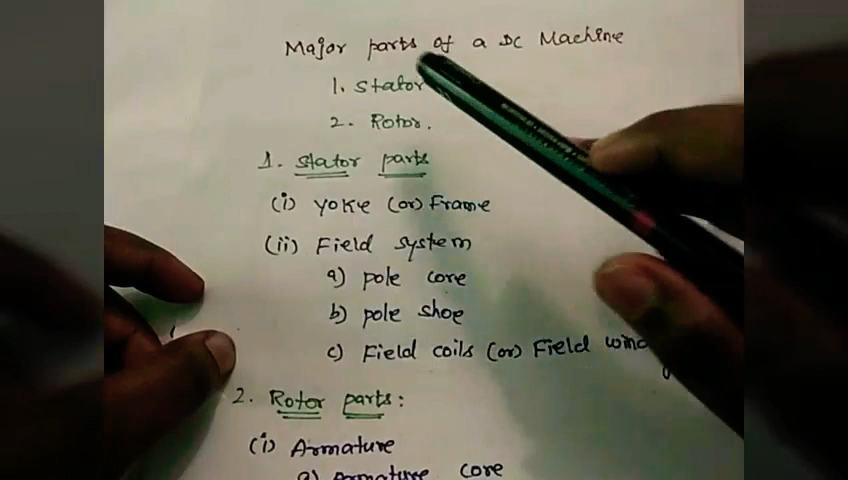 Major parts of a DC Machine
1. Stator
2. Rotor.
1. Stator parts
(i) Yoke (or) Frame
(ii) Field system
a) pole core
b) pole shoe
c) Field coils (or) Field
2. Rotor parts:
(i) Armature
a) Armature core